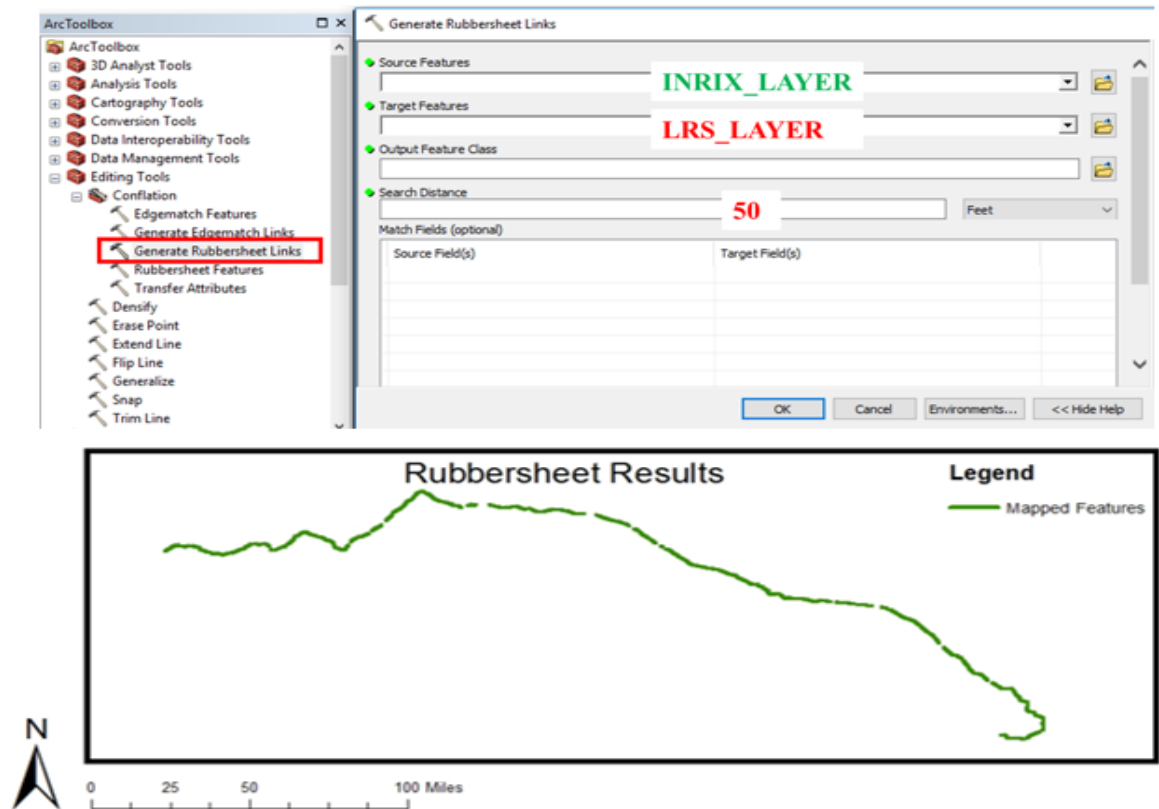 ArcToolbox
ArcToolbox
3D Analyst Tools
Analysis Tools
Cartography Tools
Conversion Tools
Data Interoperability Tools
Data Management Tools
Editing Tools
Conflation
Edgematch Features
Generate Edgematch Links
Generate Rubbersheet Links
Rubbersheet Features
Transfer Attributes
Densify
Erase Point
Extend Line
Flip Line
Generalize
Snap
Trim Line
Generate Rubbersheet Links
Source Features
INRIX_LAYER
Target Features
LRS_LAYER
Output Feature Class
Search Distance
50 Feet
Match Fields (optional)
Source Field(s) Target Field(s)
OK Cancel Environments... << Hide Help
Rubbersheet Results
Legend
Mapped Features
N
0 25 50 100 Miles